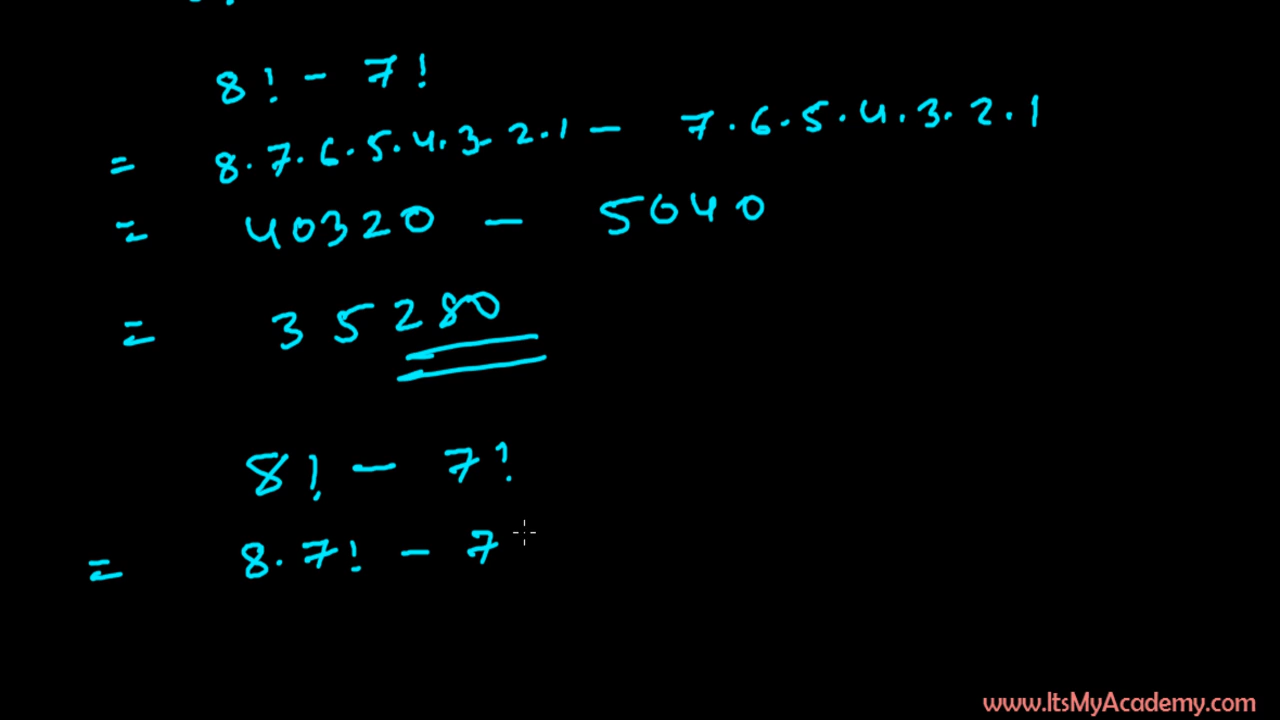 8! - 7!
= 8.7.6.5.4.3.2.1 - 7.6.5.4.3.2.1
= 40320 - 5040
= 35280
8! - 7!
= 8.7! - 7
www.ItsMyAcademy.com